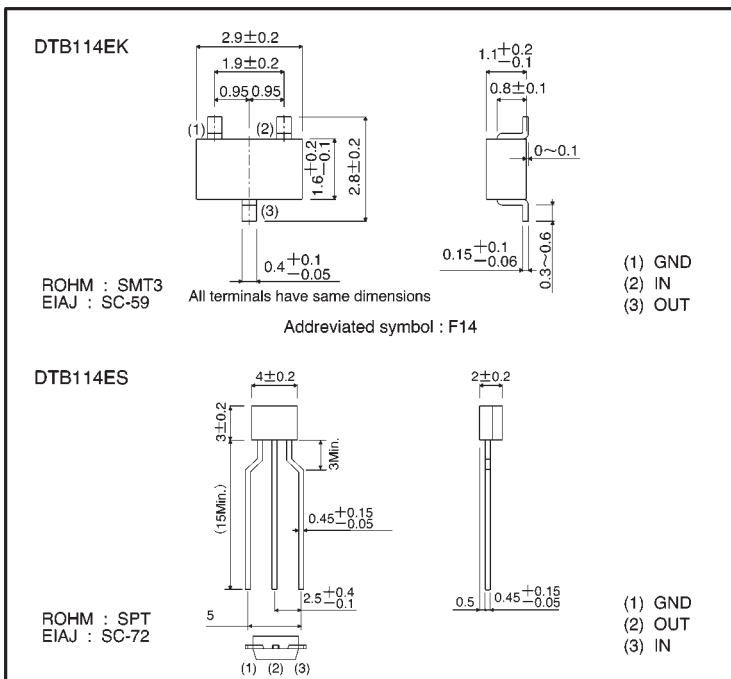 DTB114EK
2.9±0.2
1.9±0.2
0.95 0.95
(1) (2)
(3)
1.6+0.2−0.1
2.8±0.2
0.4+0.1−0.05
1.1+0.2−0.1
0.8±0.1
0~0.1
0.15+0.1−0.06
0.3~0.6
ROHM : SMT3
EIAJ : SC-59
All terminals have same dimensions
Addreviated symbol : F14
(1) GND
(2) IN
(3) OUT
DTB114ES
4±0.2
3±0.2
(15Min.)
3Min.
0.45+0.15−0.05
2.5+0.4−0.1
5
(1) (2) (3)
2±0.2
0.5
0.45+0.15−0.05
ROHM : SPT
EIAJ : SC-72
(1) GND
(2) OUT
(3) IN